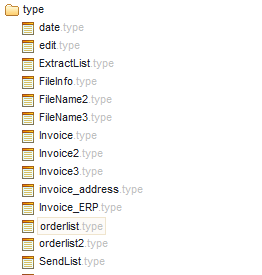 type
date.type
edit.type
ExtractList.type
FileInfo.type
FileName2.type
FileName3.type
Invoice.type
Invoice2.type
Invoice3.type
invoice_address.type
Invoice_ERP.type
orderlist.type
orderlist2.type
SendList.type